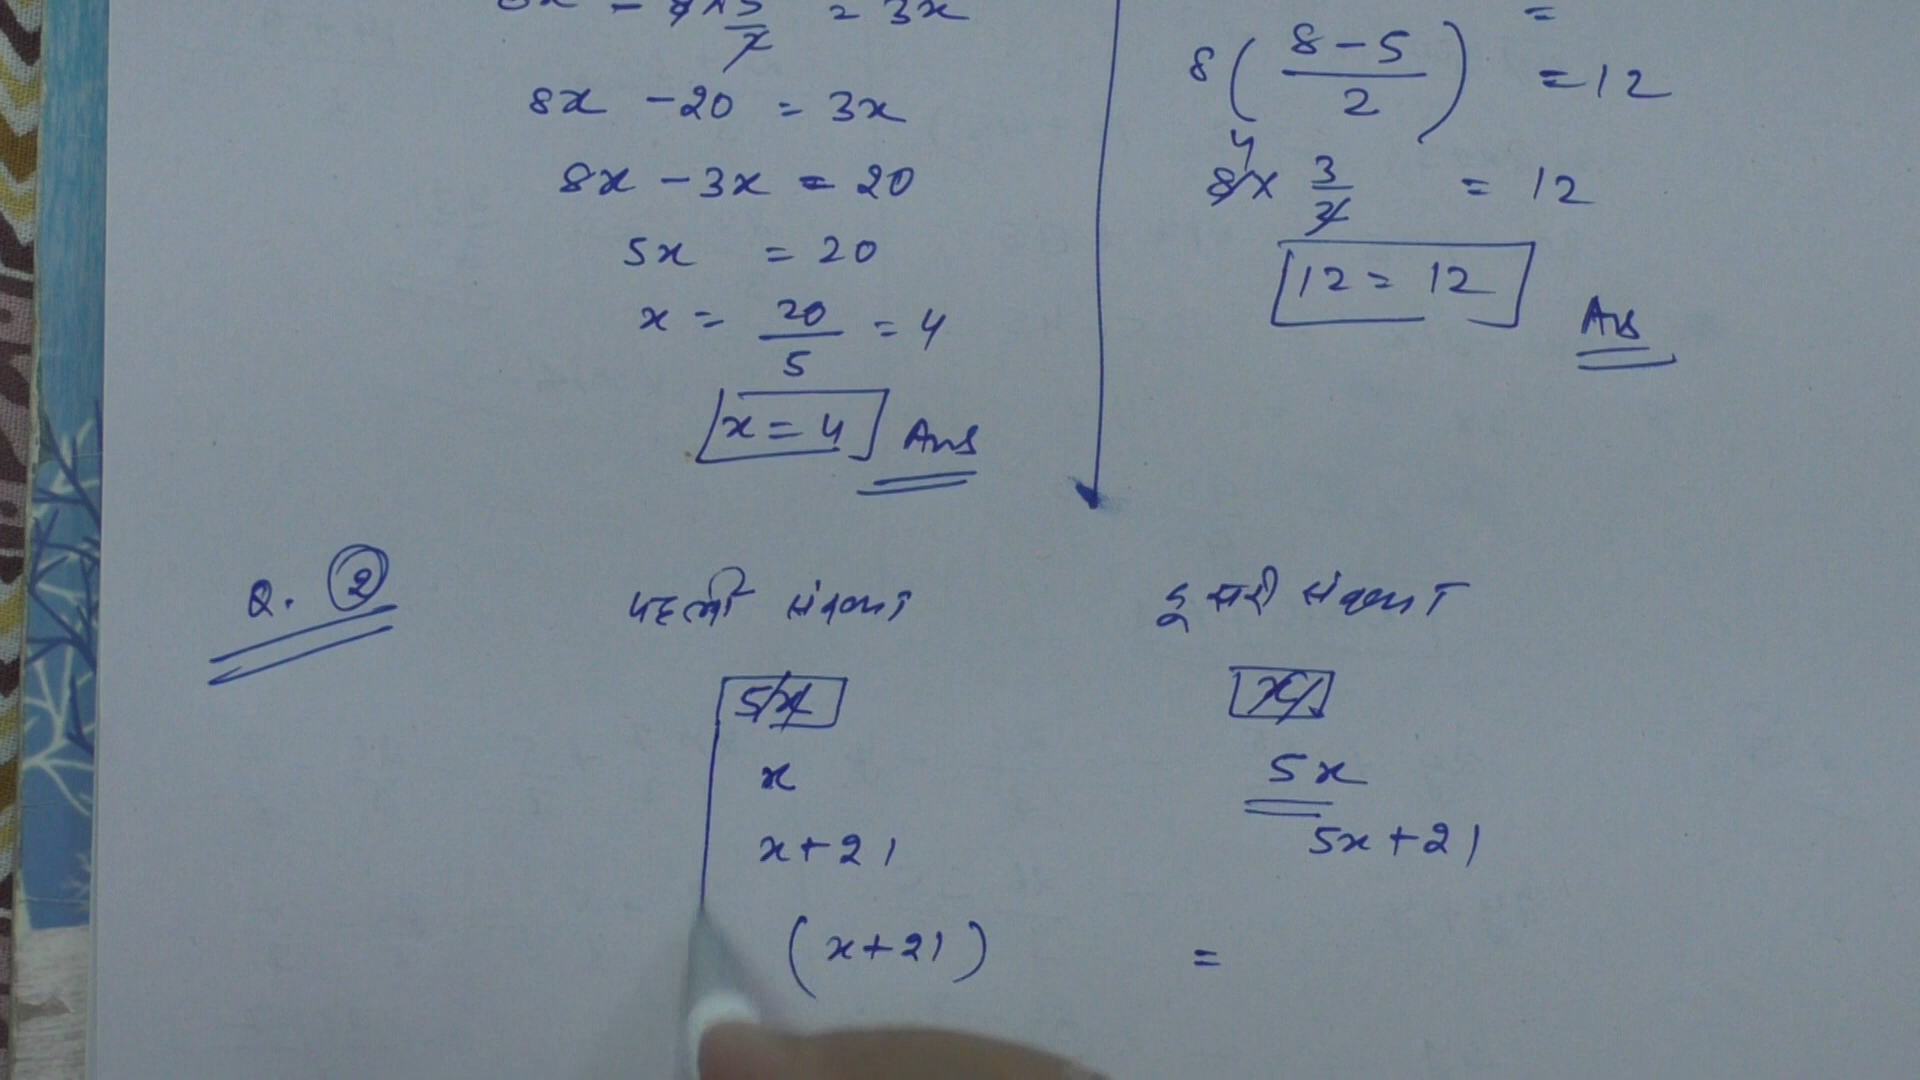 8x - 20 = 3x
8x - 3x = 20
5x = 20
x = 20/5 = 4
x = 4 Ans
=
8 ( 8 - 5 / 2 ) = 12
4
8 x 3/2 = 12
12 = 12
Ans
Q. 2
पहली संख्या दूसरी संख्या
5x x
x 5x
x + 21 5x + 21
( x + 21 ) =